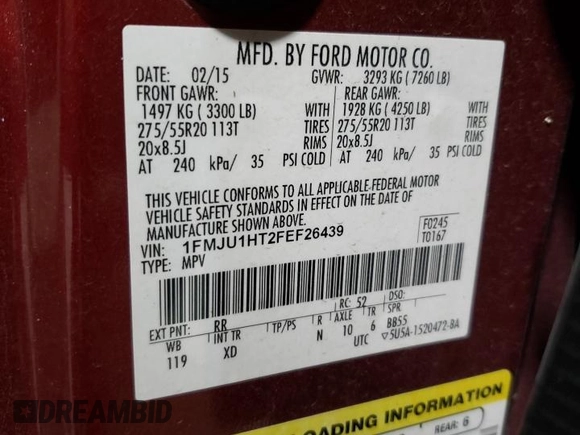 MFD. BY FORD MOTOR CO.
DATE: 02/15 GVWR: 3293 KG ( 7260 LB)
FRONT GAWR: REAR GAWR:
1497 KG ( 3300 LB) WITH 1928 KG ( 4250 LB) WITH
275/55R20 113T TIRES 275/55R20 113T TIRES
20x8.5J RIMS 20x8.5J RIMS
AT 240 kPa/ 35 PSI COLD AT 240 kPa/ 35 PSI COLD
THIS VEHICLE CONFORMS TO ALL APPLICABLE FEDERAL MOTOR
VEHICLE SAFETY STANDARDS IN EFFECT ON THE DATE OF
MANUFACTURE SHOWN ABOVE.
VIN: 1FMJU1HT2FEF26439 F0245
TYPE: MPV T0167
RC: 52 DSO:
EXT PNT: RR TP/PS R AXLE TR SPR
WB INT TR N 10 6 BB55
119 XD UTC ▽5U5A-1520472-BA
LOADING INFORMATION
REAR: 6
DREAMBID